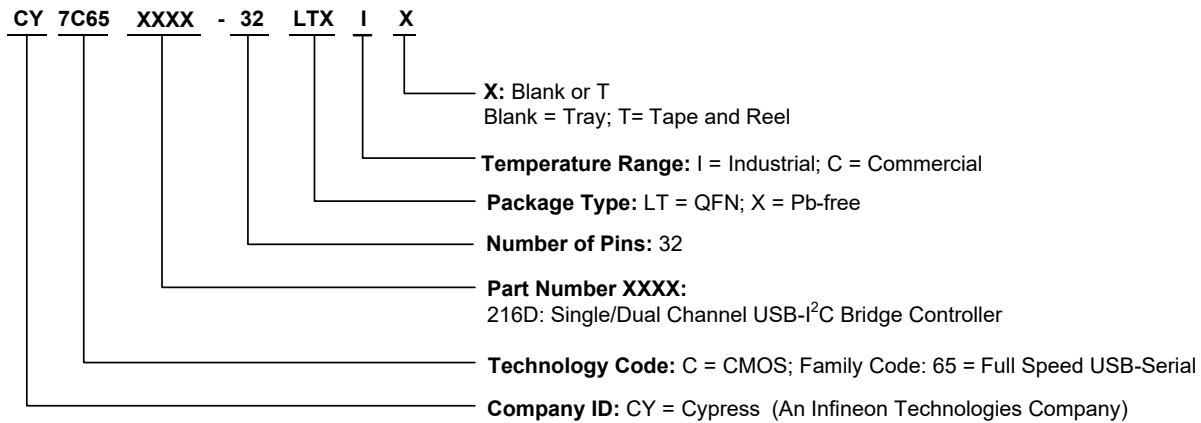 CY 7C65 XXXX - 32 LTX I X
X: Blank or T
Blank = Tray; T= Tape and Reel
Temperature Range: I = Industrial; C = Commercial
Package Type: LT = QFN; X = Pb-free
Number of Pins: 32
Part Number XXXX:
216D: Single/Dual Channel USB-I²C Bridge Controller
Technology Code: C = CMOS; Family Code: 65 = Full Speed USB-Serial
Company ID: CY = Cypress (An Infineon Technologies Company)